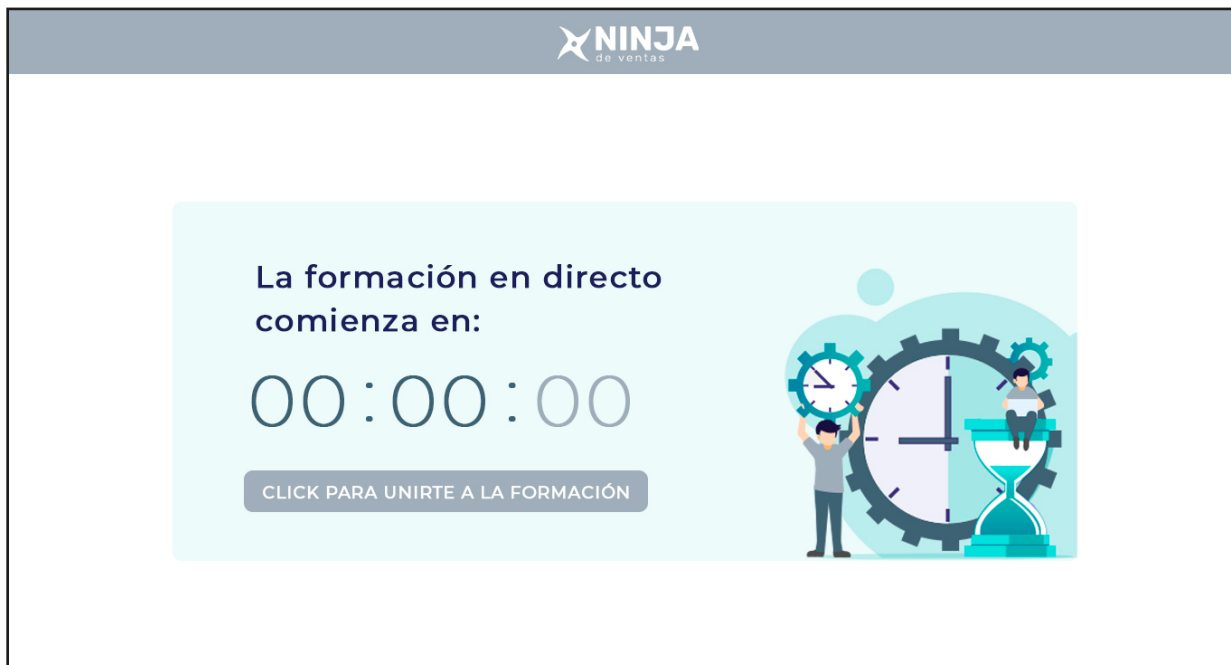 NINJA
de ventas
La formación en directo
comienza en:
00:00:00
CLICK PARA UNIRTE A LA FORMACIÓN